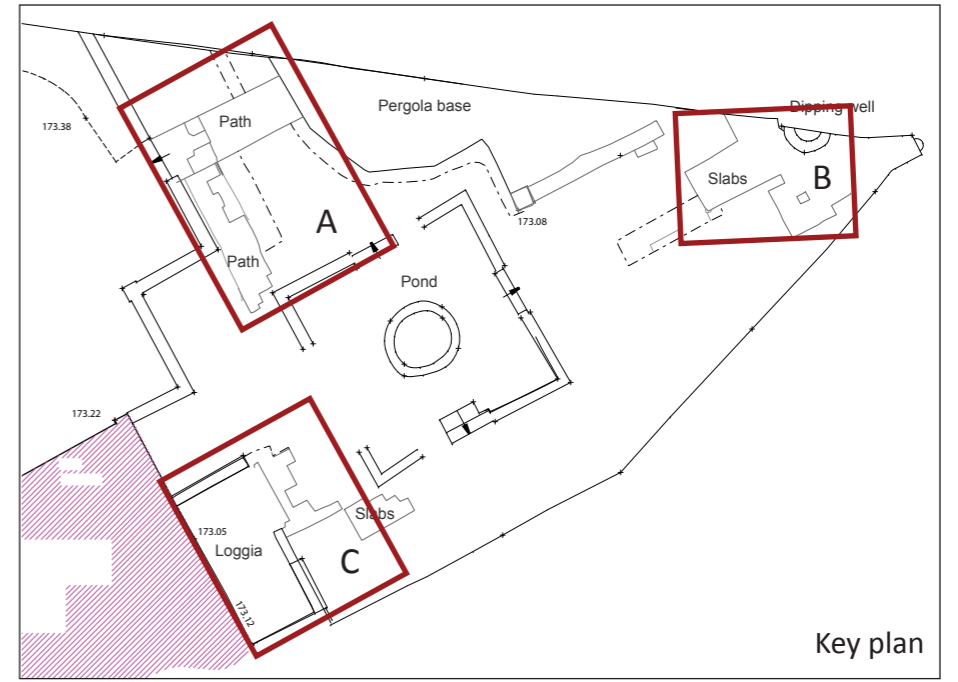 Pergola base
Dipping well
Path
173.38
Slabs
B
A
173.08
Path
Pond
173.22
Slabs
173.05
Loggia
C
173.12
Key plan